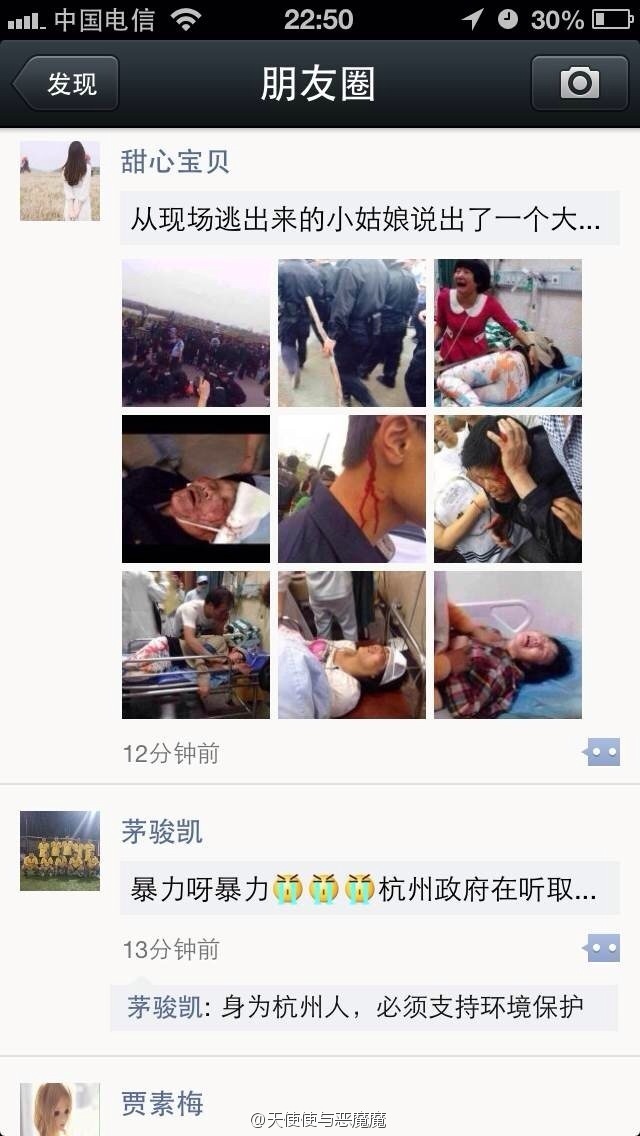 中国电信
22:50
30%
发现
朋友圈
甜心宝贝
从现场逃出来的小姑娘说出了一个大...
12分钟前
茅骏凯
暴力呀暴力😭😭😭杭州政府在听取...
13分钟前
茅骏凯: 身为杭州人，必须支持环境保护
贾素梅
@天使使与恶魔魔